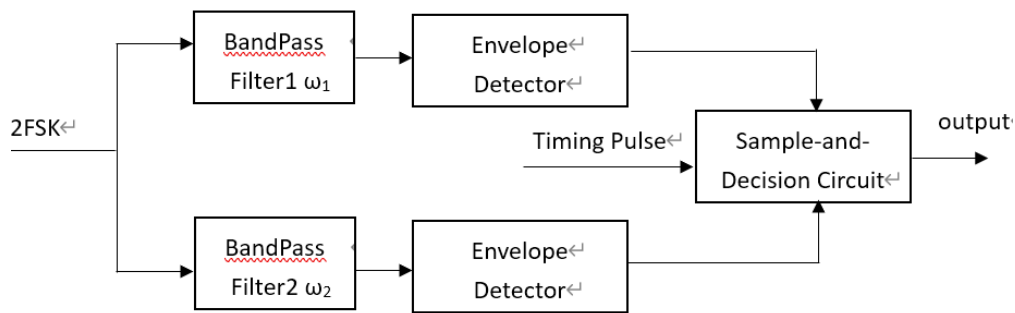 BandPass
Filter1 ω₁
Envelope
Detector
2FSK
Timing Pulse
Sample-and-
Decision Circuit
output
BandPass
Filter2 ω₂
Envelope
Detector